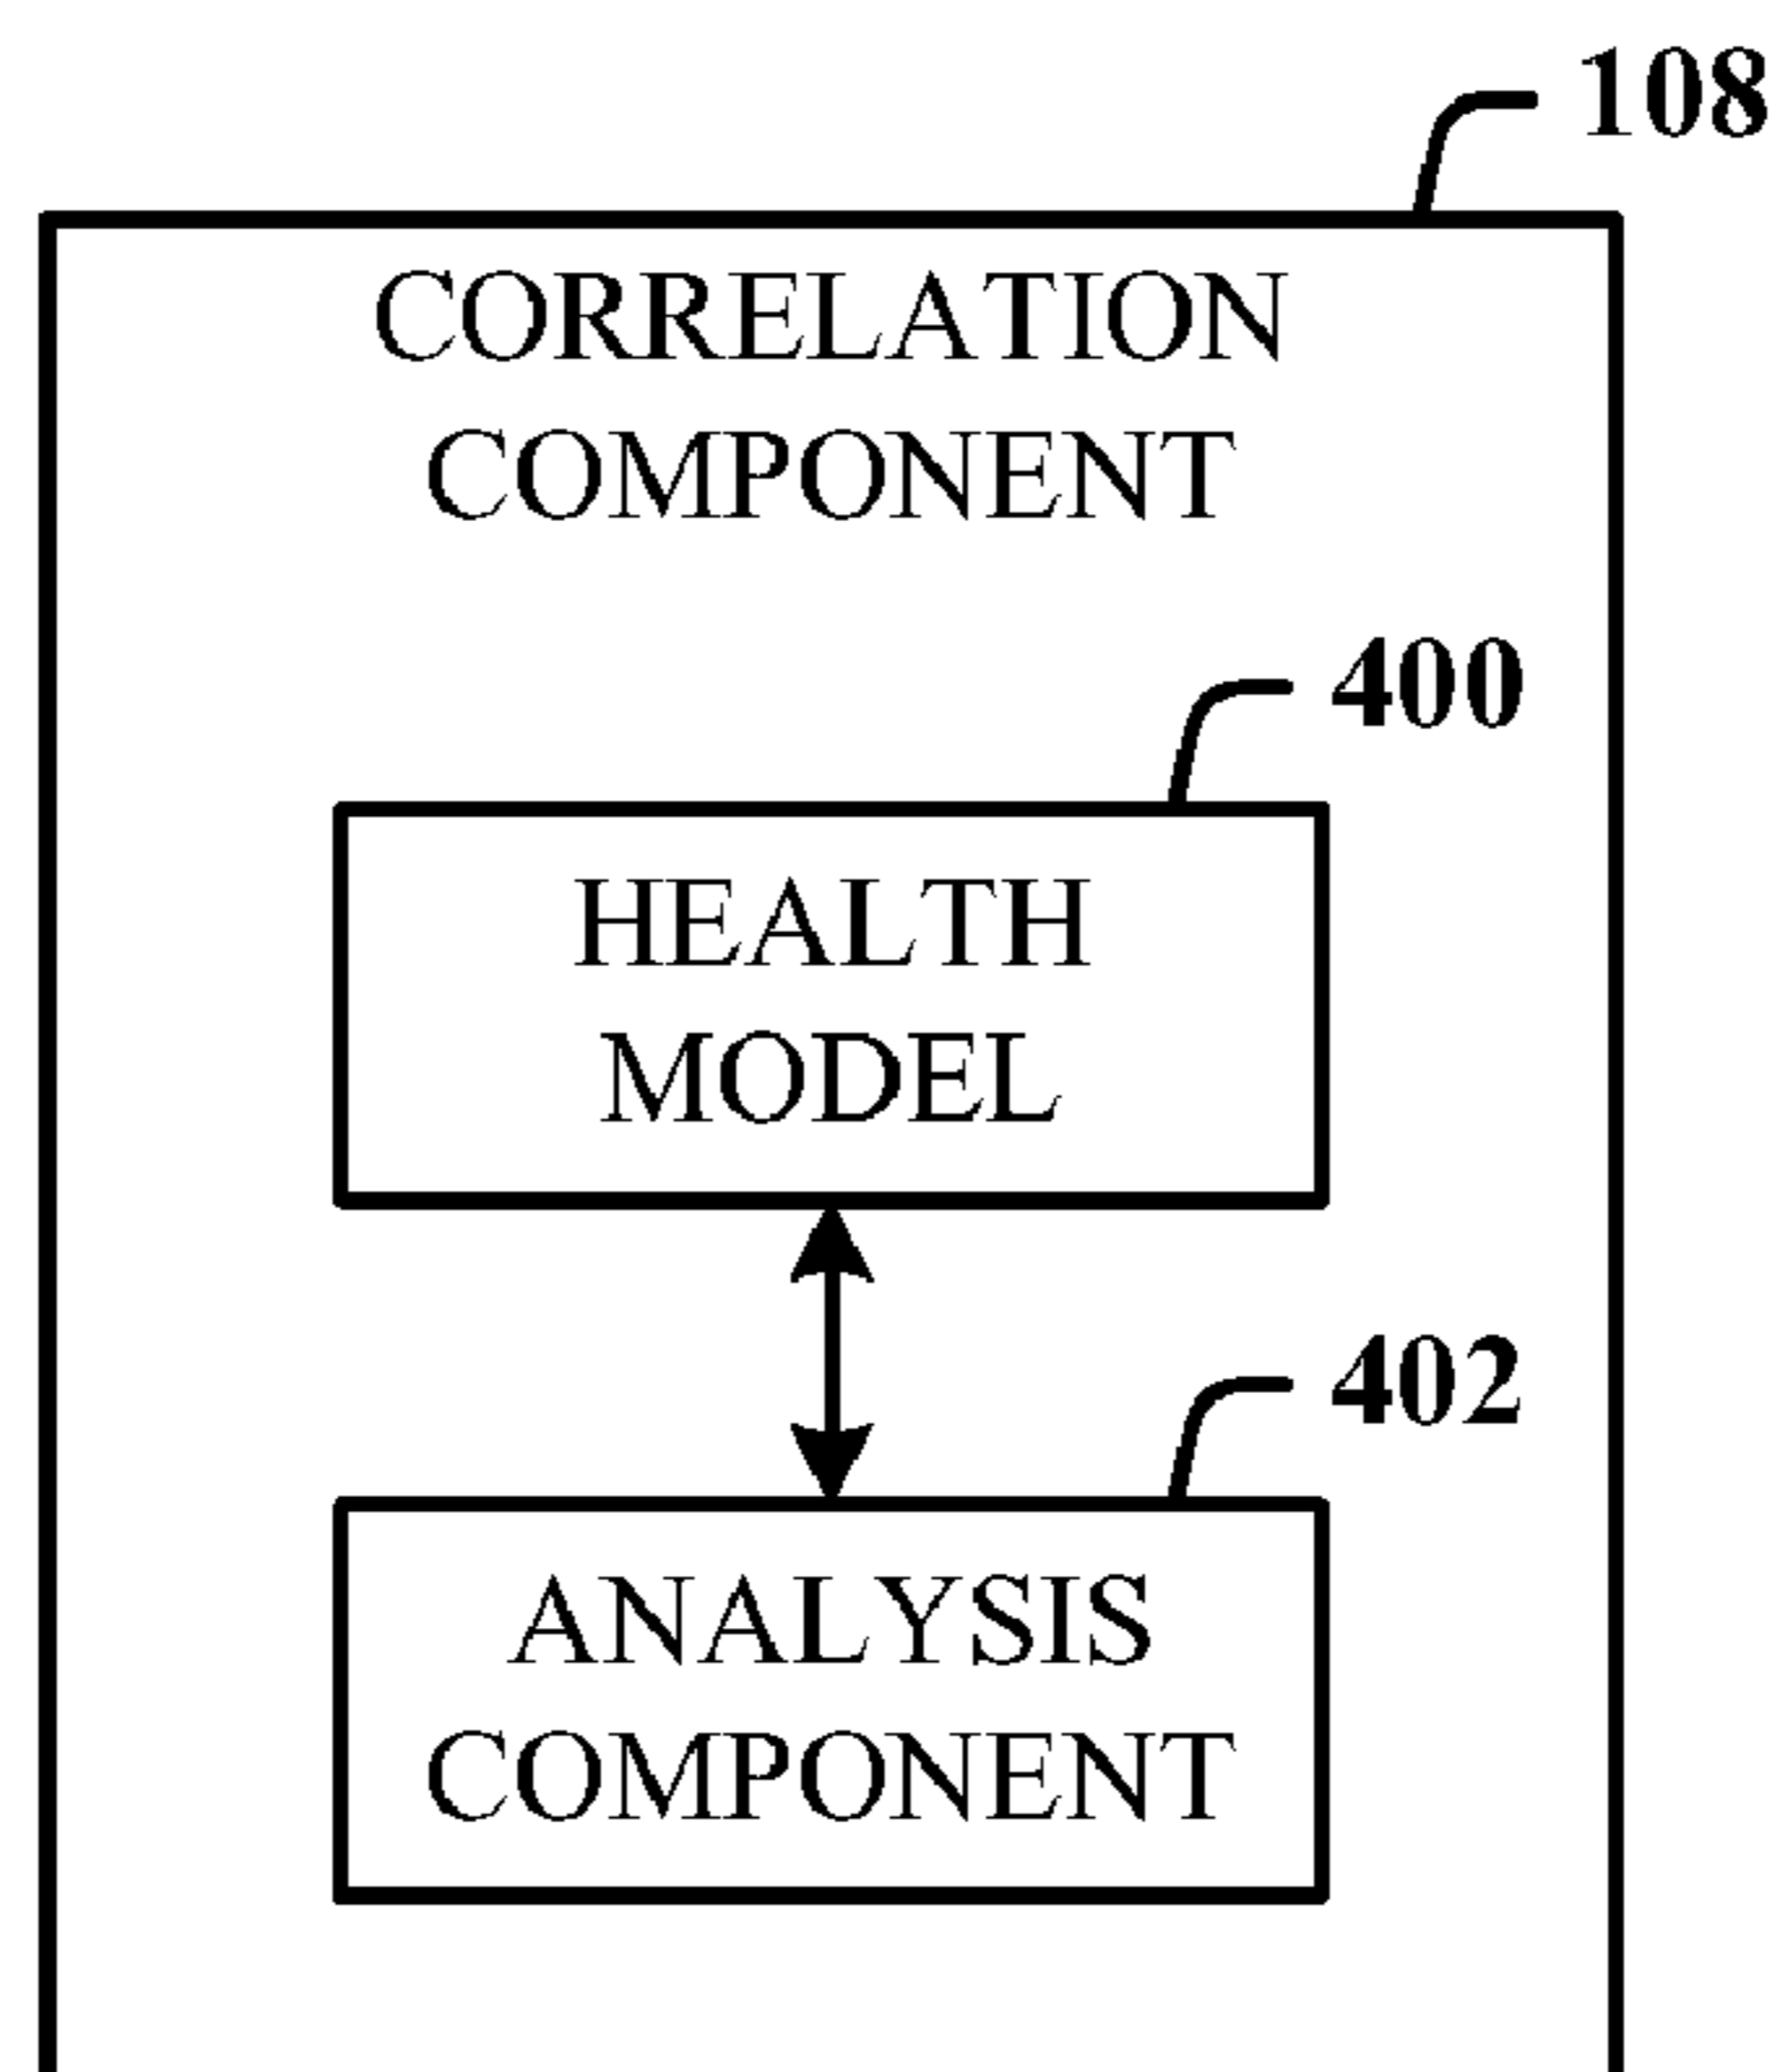 108
CORRELATION
COMPONENT
400
HEALTH
MODEL
402
ANALYSIS
COMPONENT